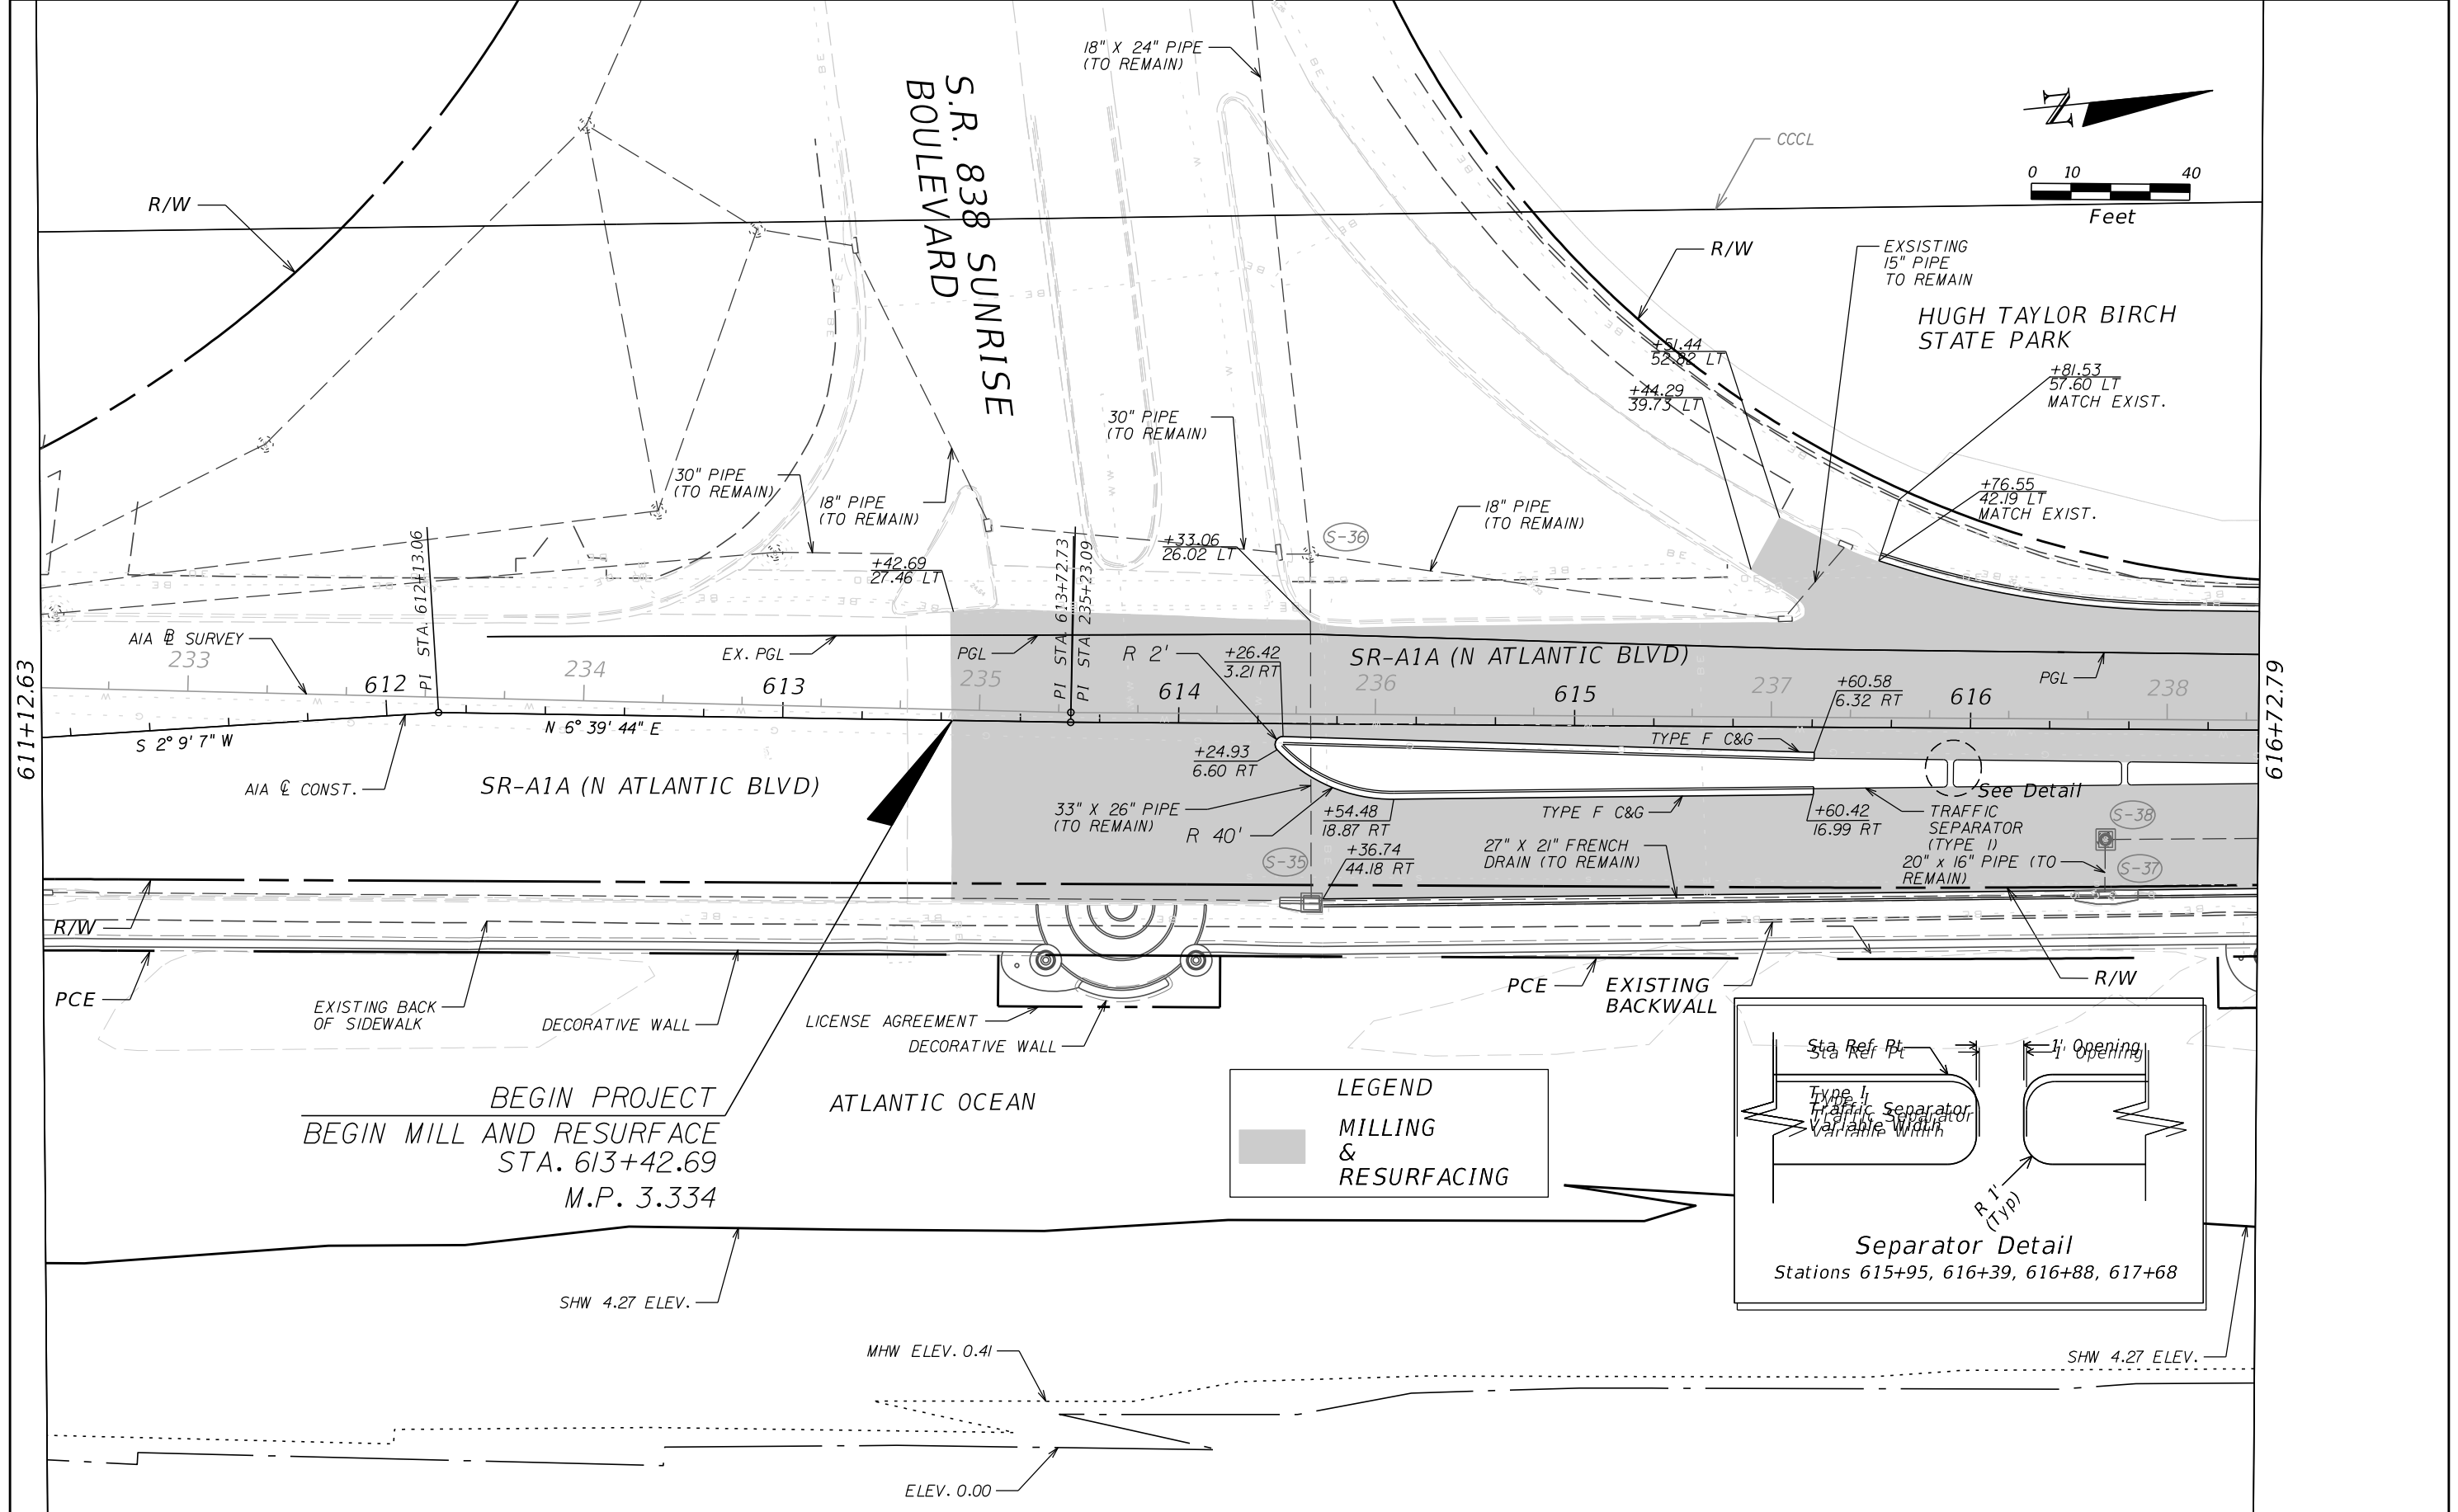 18" X 24" PIPE
(TO REMAIN)
S.R. 838 SUNRISE
BOULEVARD
CCCL
N
0 10 40
Feet
R/W
R/W
EXSISTING
15" PIPE
TO REMAIN
HUGH TAYLOR BIRCH
STATE PARK
+51.44
52.82 LT
+44.29
39.73 LT
+81.53
57.60 LT
MATCH EXIST.
+76.55
42.19 LT
MATCH EXIST.
30" PIPE
(TO REMAIN)
30" PIPE
(TO REMAIN)
18" PIPE
(TO REMAIN)
18" PIPE
(TO REMAIN)
S-36
+33.06
26.02 LT
+42.69
27.46 LT
PI STA. 612+13.06
PI STA. 613+72.73
PI STA. 235+23.09
A1A B SURVEY
EX. PGL
PGL
R 2'
+26.42
3.21 RT
SR-A1A (N ATLANTIC BLVD)
PGL
233 234 235 236 237 238
612 613 614 615 616
+60.58
6.32 RT
611+12.63
616+72.79
S 2° 9' 7" W
N 6° 39' 44" E
TYPE F C&G
A1A ℄ CONST.
SR-A1A (N ATLANTIC BLVD)
+24.93
6.60 RT
33" X 26" PIPE
(TO REMAIN)
R 40'
+54.48
18.87 RT
TYPE F C&G
+60.42
16.99 RT
See Detail
TRAFFIC
SEPARATOR
(TYPE 1)
S-38
S-35
+36.74
44.18 RT
27" X 21" FRENCH
DRAIN (TO REMAIN)
20" x 16" PIPE (TO
REMAIN)
S-37
R/W
PCE
EXISTING BACK
OF SIDEWALK
DECORATIVE WALL
LICENSE AGREEMENT
DECORATIVE WALL
PCE
EXISTING
BACKWALL
R/W
BEGIN PROJECT
BEGIN MILL AND RESURFACE
STA. 613+42.69
M.P. 3.334
ATLANTIC OCEAN
LEGEND
MILLING
&
RESURFACING
Sta Ref Pt
1' Opening
Type I
Traffic Separator
Variable Width
R 1'
(Typ)
Separator Detail
Stations 615+95, 616+39, 616+88, 617+68
SHW 4.27 ELEV.
MHW ELEV. 0.41
SHW 4.27 ELEV.
ELEV. 0.00